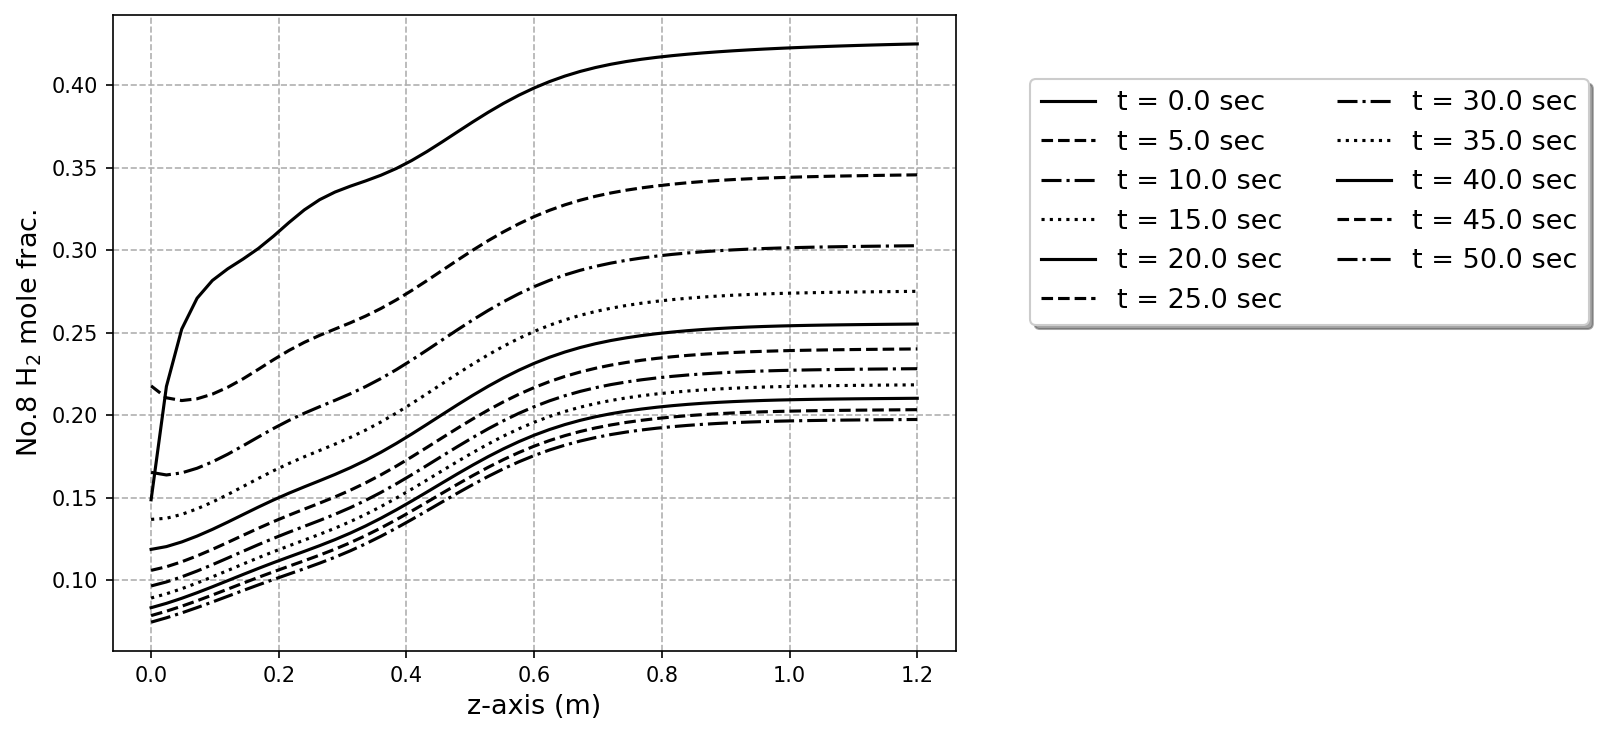 No.8 H₂ mole frac.
0.40
0.35
0.30
0.25
0.20
0.15
0.10
0.0 0.2 0.4 0.6 0.8 1.0 1.2
z-axis (m)
t = 0.0 sec
t = 5.0 sec
t = 10.0 sec
t = 15.0 sec
t = 20.0 sec
t = 25.0 sec
t = 30.0 sec
t = 35.0 sec
t = 40.0 sec
t = 45.0 sec
t = 50.0 sec